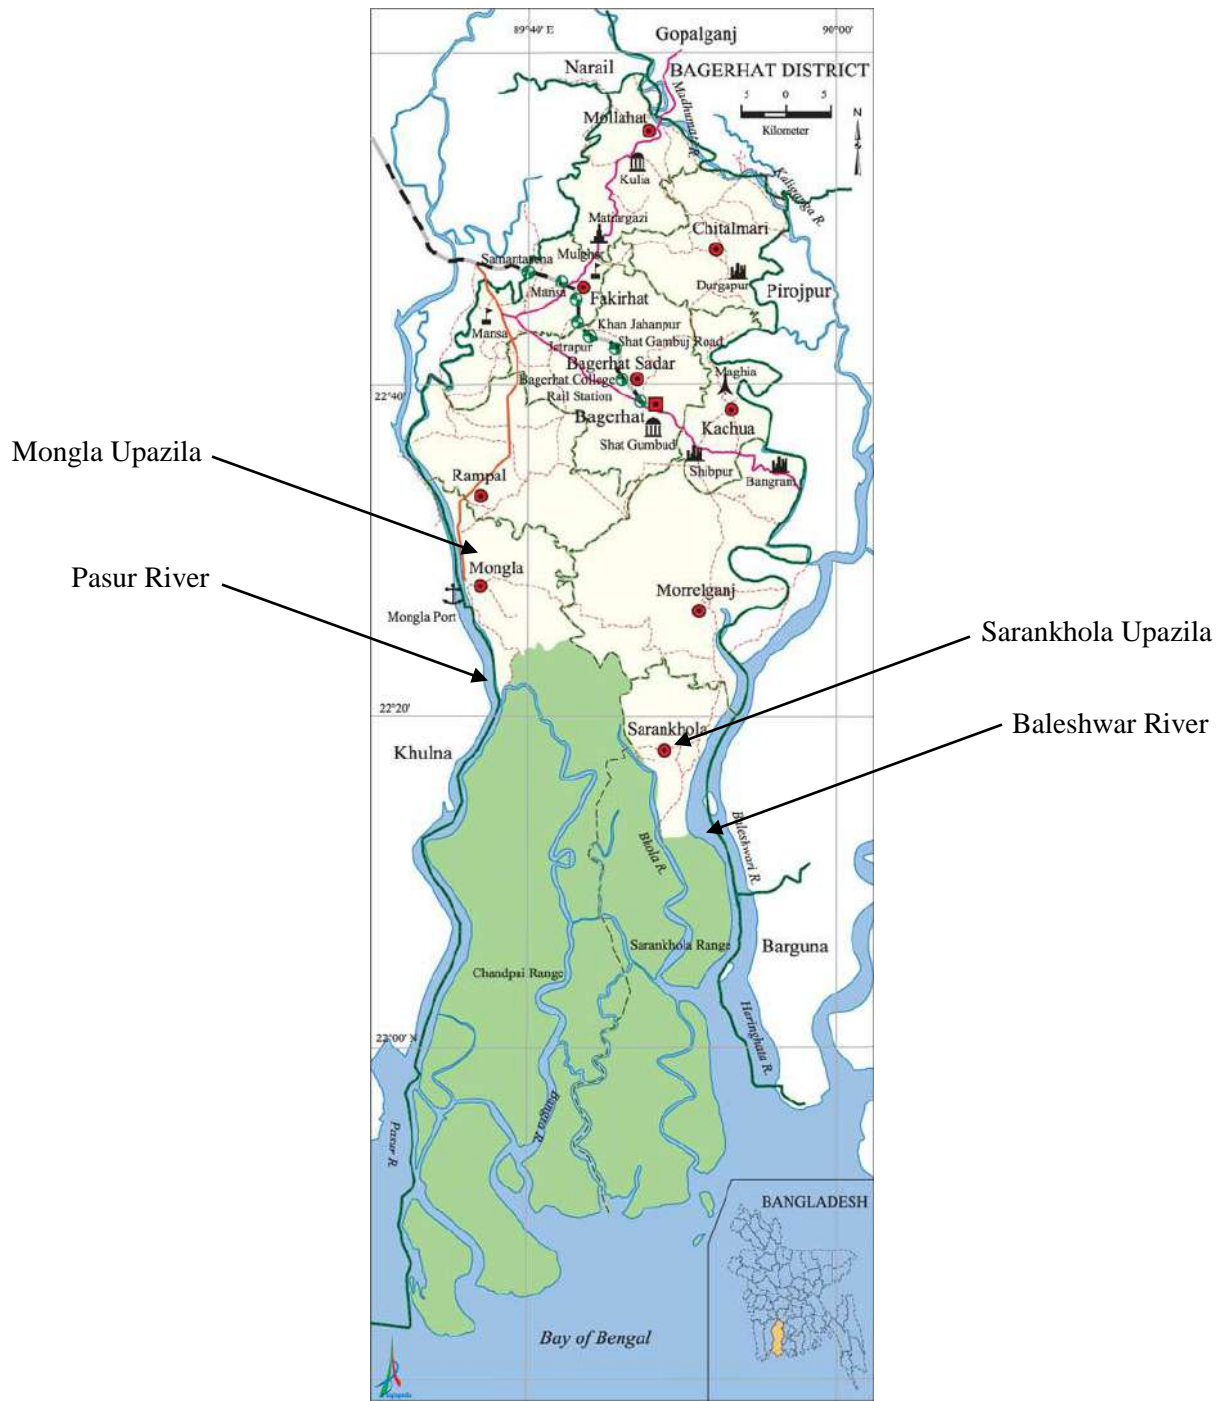 89°40' E
90°00'
Gopalganj
Narail
BAGERHAT DISTRICT
5 0 5
Kilometer
N
Madhumati R.
Mollahat
Kulia
Kaliganga R.
Matrargazi
Chitalmari
Mulghar
Samantasena
Durgapur
Pirojpur
Mansa
Fakirhat
Khan Jahanpur
Mansa
Jatrapur
Shat Gambuj Road
Bagerhat Sadar
Maghia
Bagerhat College
22°40'
Rail Station
Bagerhat
Kachua
Shat Gumbad
Mongla Upazila
Shibpur
Bangram
Rampal
Mongla
Pasur River
Morrelganj
Mongla Port
Sarankhola Upazila
22°20'
Sarankhola
Baleshwar River
Khulna
Bhola R.
Baleshwari R.
Sarankhola Range
Barguna
Chandpai Range
Haringhata R.
22°00' N
Bangra R.
Pasur R.
BANGLADESH
Bay of Bengal